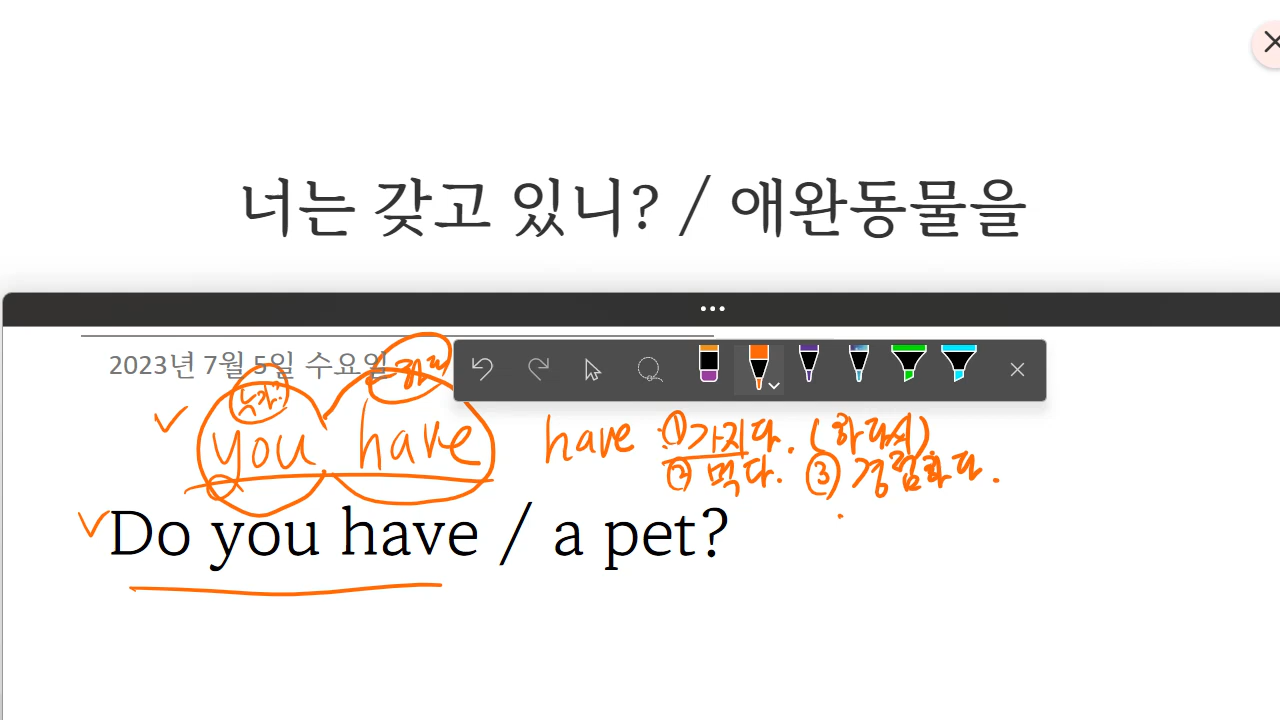 너는 갖고 있니? / 애완동물을
2023년 7월 5일 수요일
누가?
you have
have ① 가지다. (하다식)
② 먹다. ③ 경험하다.
Do you have / a pet?